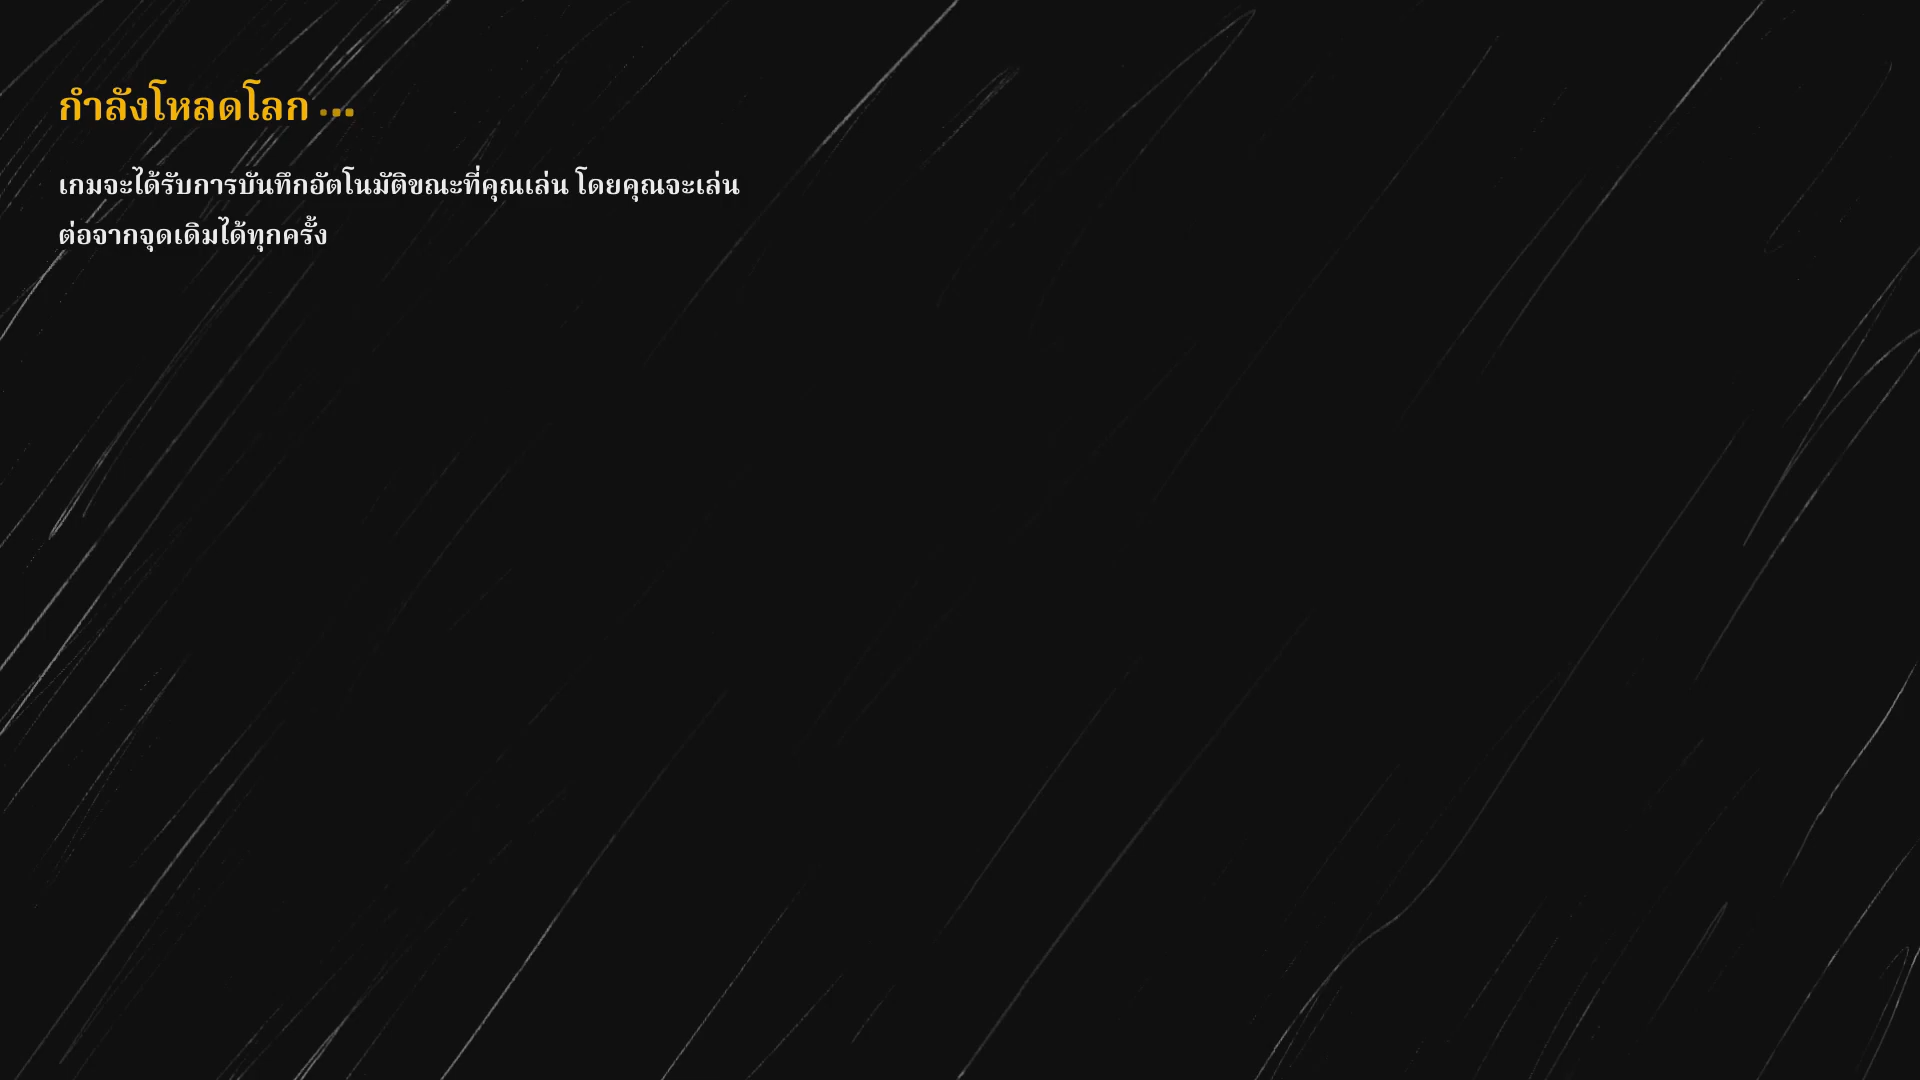 กำลังโหลดโลก ...
เกมจะได้รับการบันทึกอัตโนมัติขณะที่คุณเล่น โดยคุณจะเล่น
ต่อจากจุดเดิมได้ทุกครั้ง